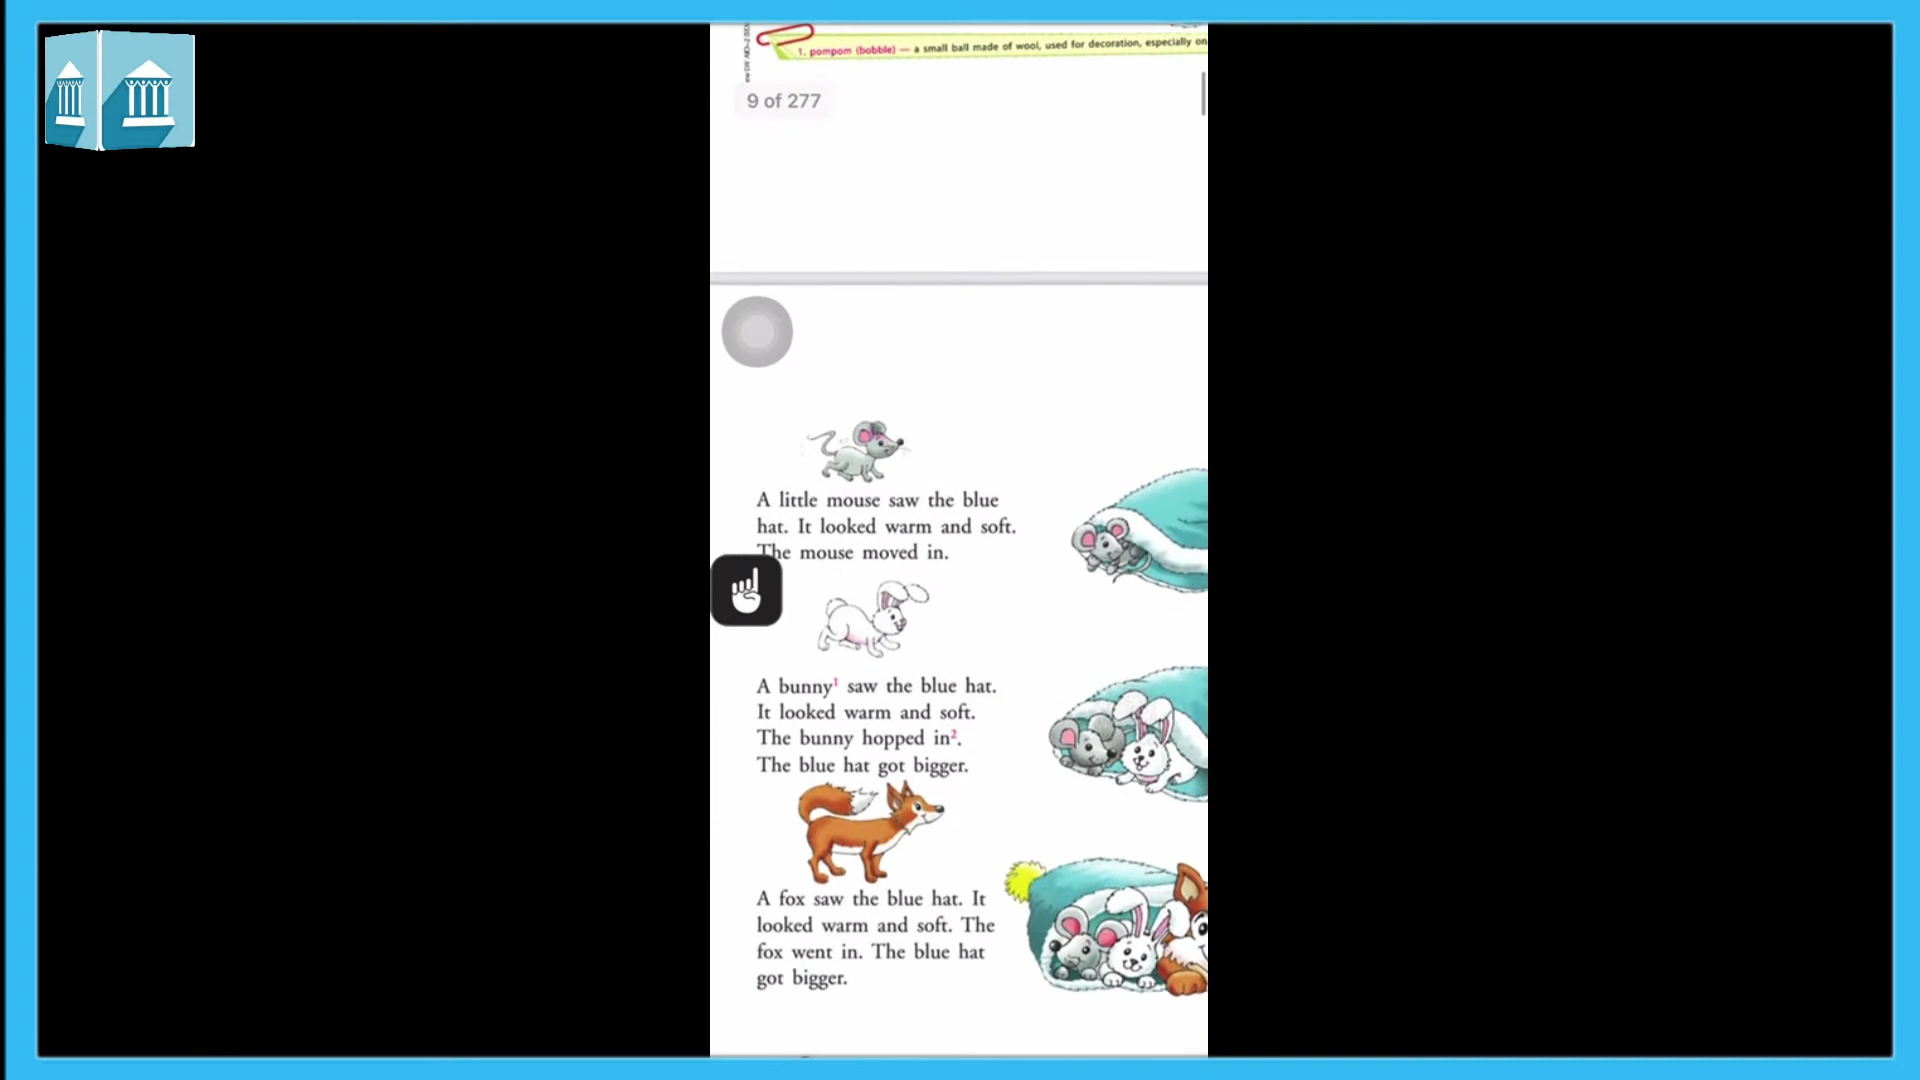 1. pompom (bobble) — a small ball made of wool, used for decoration, especially on
9 of 277
A little mouse saw the blue
hat. It looked warm and soft.
The mouse moved in.
A bunny¹ saw the blue hat.
It looked warm and soft.
The bunny hopped in².
The blue hat got bigger.
A fox saw the blue hat. It
looked warm and soft. The
fox went in. The blue hat
got bigger.